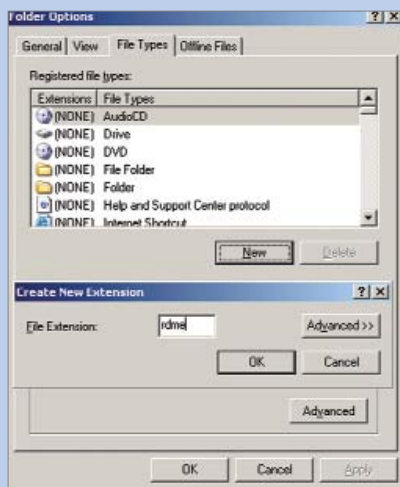 Folder Options
General View File Types Offline Files
Registered file types:
Extensions File Types
(NONE) AudioCD
(NONE) Drive
(NONE) DVD
(NONE) File Folder
(NONE) Folder
(NONE) Help and Support Center protocol
(NONE) Internet Shortcut
New Delete
Create New Extension
File Extension: rdme Advanced >>
OK Cancel
Advanced
OK Cancel Apply